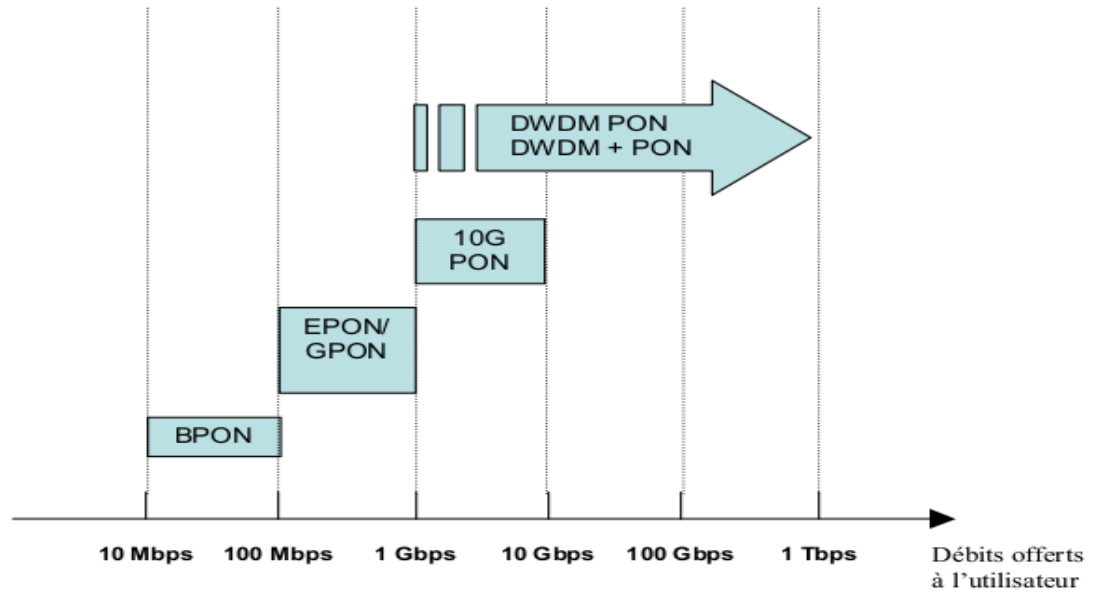 DWDM PON
DWDM + PON
10G
PON
EPON/
GPON
BPON
10 Mbps 100 Mbps 1 Gbps 10 Gbps 100 Gbps 1 Tbps
Débits offerts
à l’utilisateur